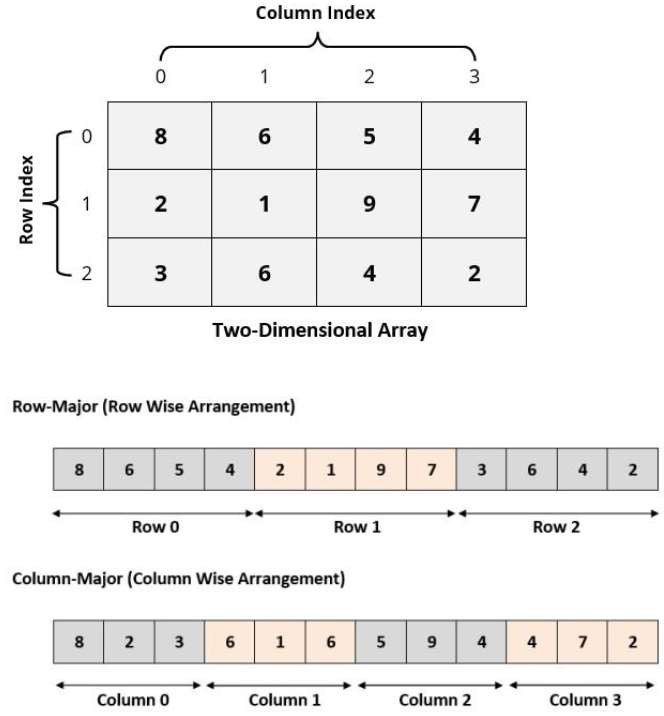 Column Index
0 1 2 3
Row Index
0 8 6 5 4
1 2 1 9 7
2 3 6 4 2
Two-Dimensional Array
Row-Major (Row Wise Arrangement)
8 6 5 4 2 1 9 7 3 6 4 2
Row 0 Row 1 Row 2
Column-Major (Column Wise Arrangement)
8 2 3 6 1 6 5 9 4 4 7 2
Column 0 Column 1 Column 2 Column 3